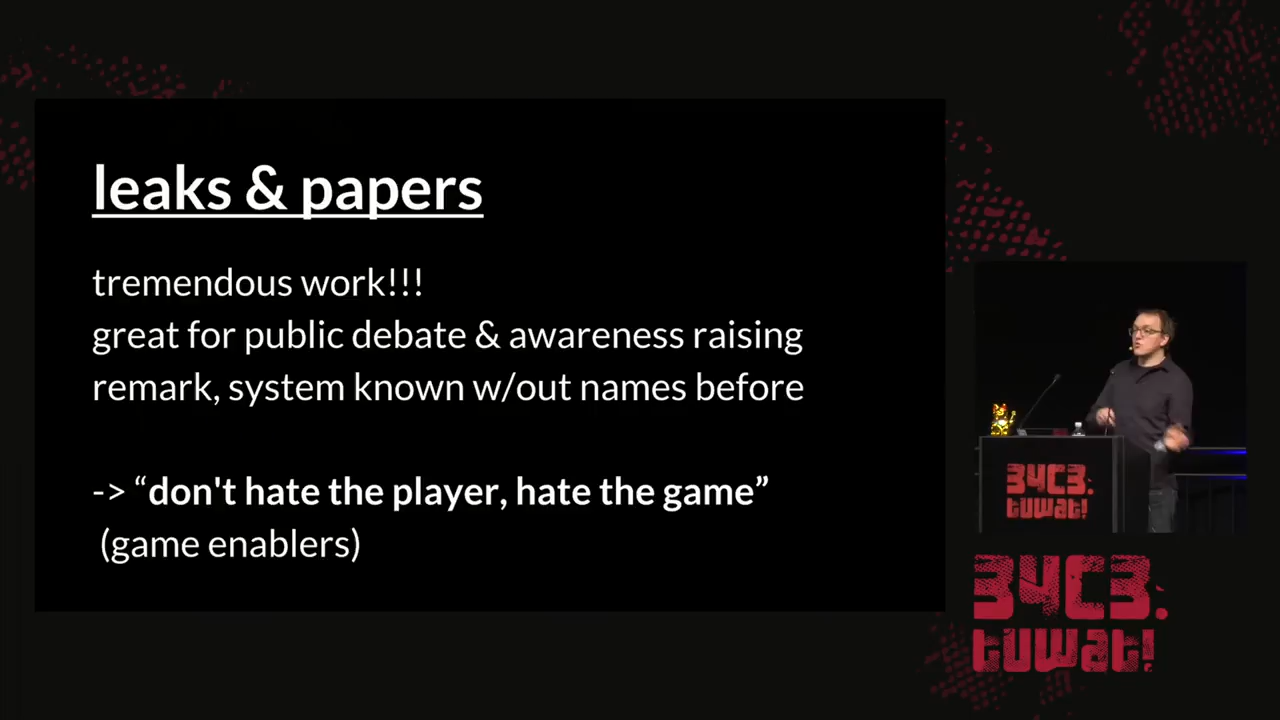 leaks & papers
tremendous work!!!
great for public debate & awareness raising
remark, system known w/out names before
-> “don't hate the player, hate the game”
(game enablers)
34C3.
tuwat!
34C3.
tuwat!